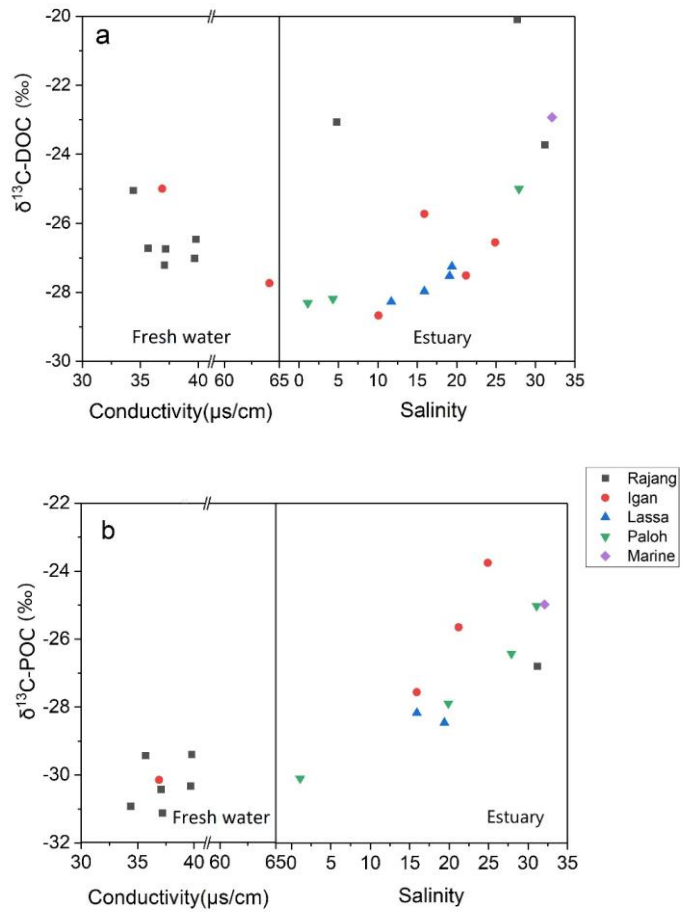 a
-20
-22
-24
-26
-28
-30
δ¹³C-DOC (‰)
Fresh water
Estuary
30 35 40 60 65 0 5 10 15 20 25 30 35
Conductivity(μs/cm)
Salinity
Rajang
Igan
Lassa
Paloh
Marine
b
-22
-24
-26
-28
-30
-32
δ¹³C-POC (‰)
Fresh water
Estuary
30 35 40 60 65 0 5 10 15 20 25 30 35
Conductivity(μs/cm)
Salinity